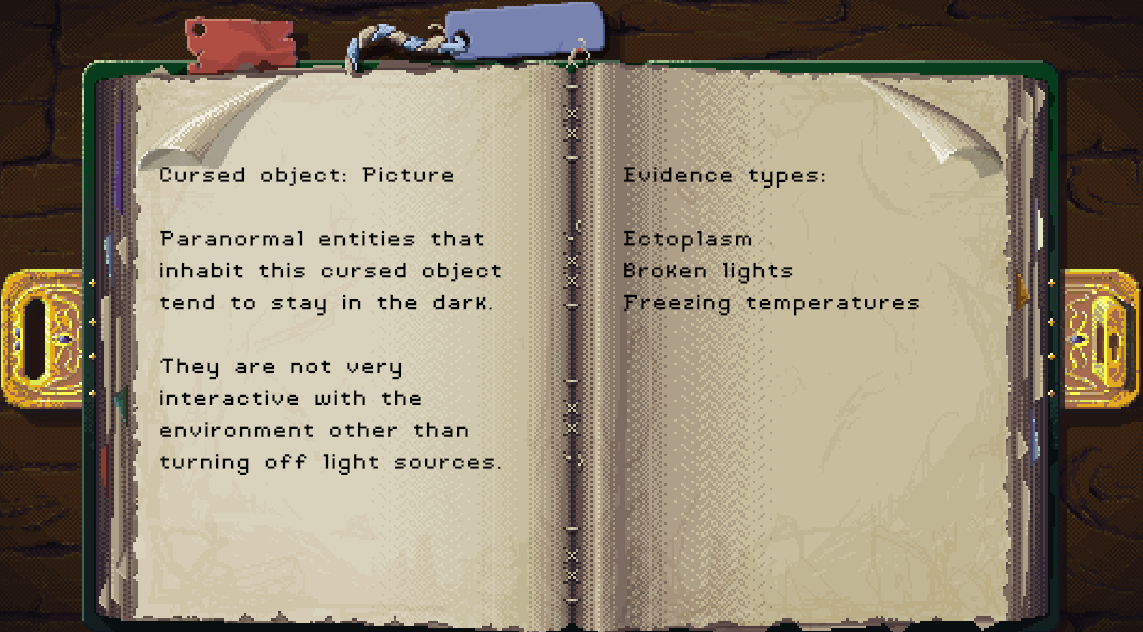 Cursed object: Picture
Paranormal entities that
inhabit this cursed object
tend to stay in the dark.
They are not very
interactive with the
environment other than
turning off light sources.
Evidence types:
Ectoplasm
Broken lights
Freezing temperatures